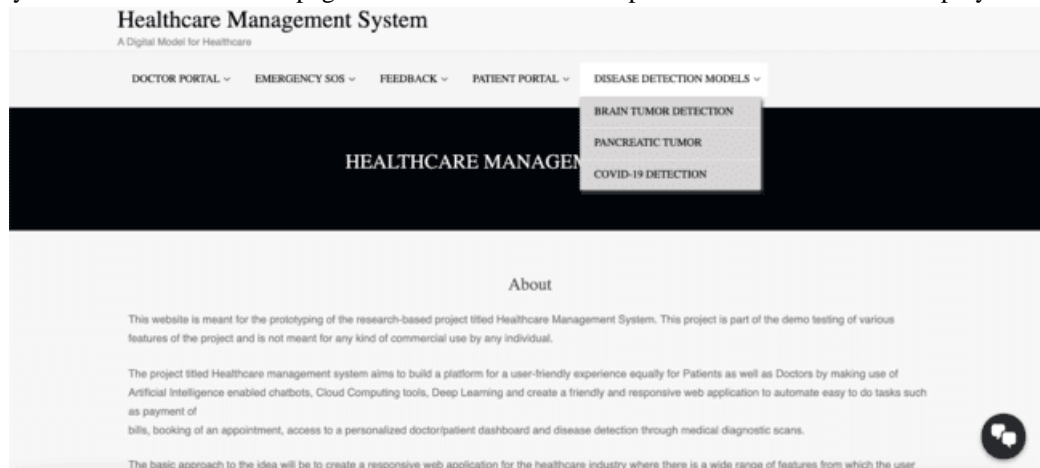 Healthcare Management System
A Digital Model for Healthcare
DOCTOR PORTAL EMERGENCY SOS FEEDBACK PATIENT PORTAL DISEASE DETECTION MODELS
BRAIN TUMOR DETECTION
PANCREATIC TUMOR
COVID-19 DETECTION
HEALTHCARE MANAGEM
About
This website is meant for the prototyping of the research-based project titled Healthcare Management System. This project is part of the demo testing of various
features of the project and is not meant for any kind of commercial use by any individual.
The project titled Healthcare management system aims to build a platform for a user-friendly experience equally for Patients as well as Doctors by making use of
Artificial Intelligence enabled chatbots, Cloud Computing tools, Deep Learning and create a friendly and responsive web application to automate easy to do tasks such
as payment of
bills, booking of an appointment, access to a personalized doctor/patient dashboard and disease detection through medical diagnostic scans.
The basic approach to the idea will be to create a responsive web application for the healthcare industry where there is a wide range of features from which the user